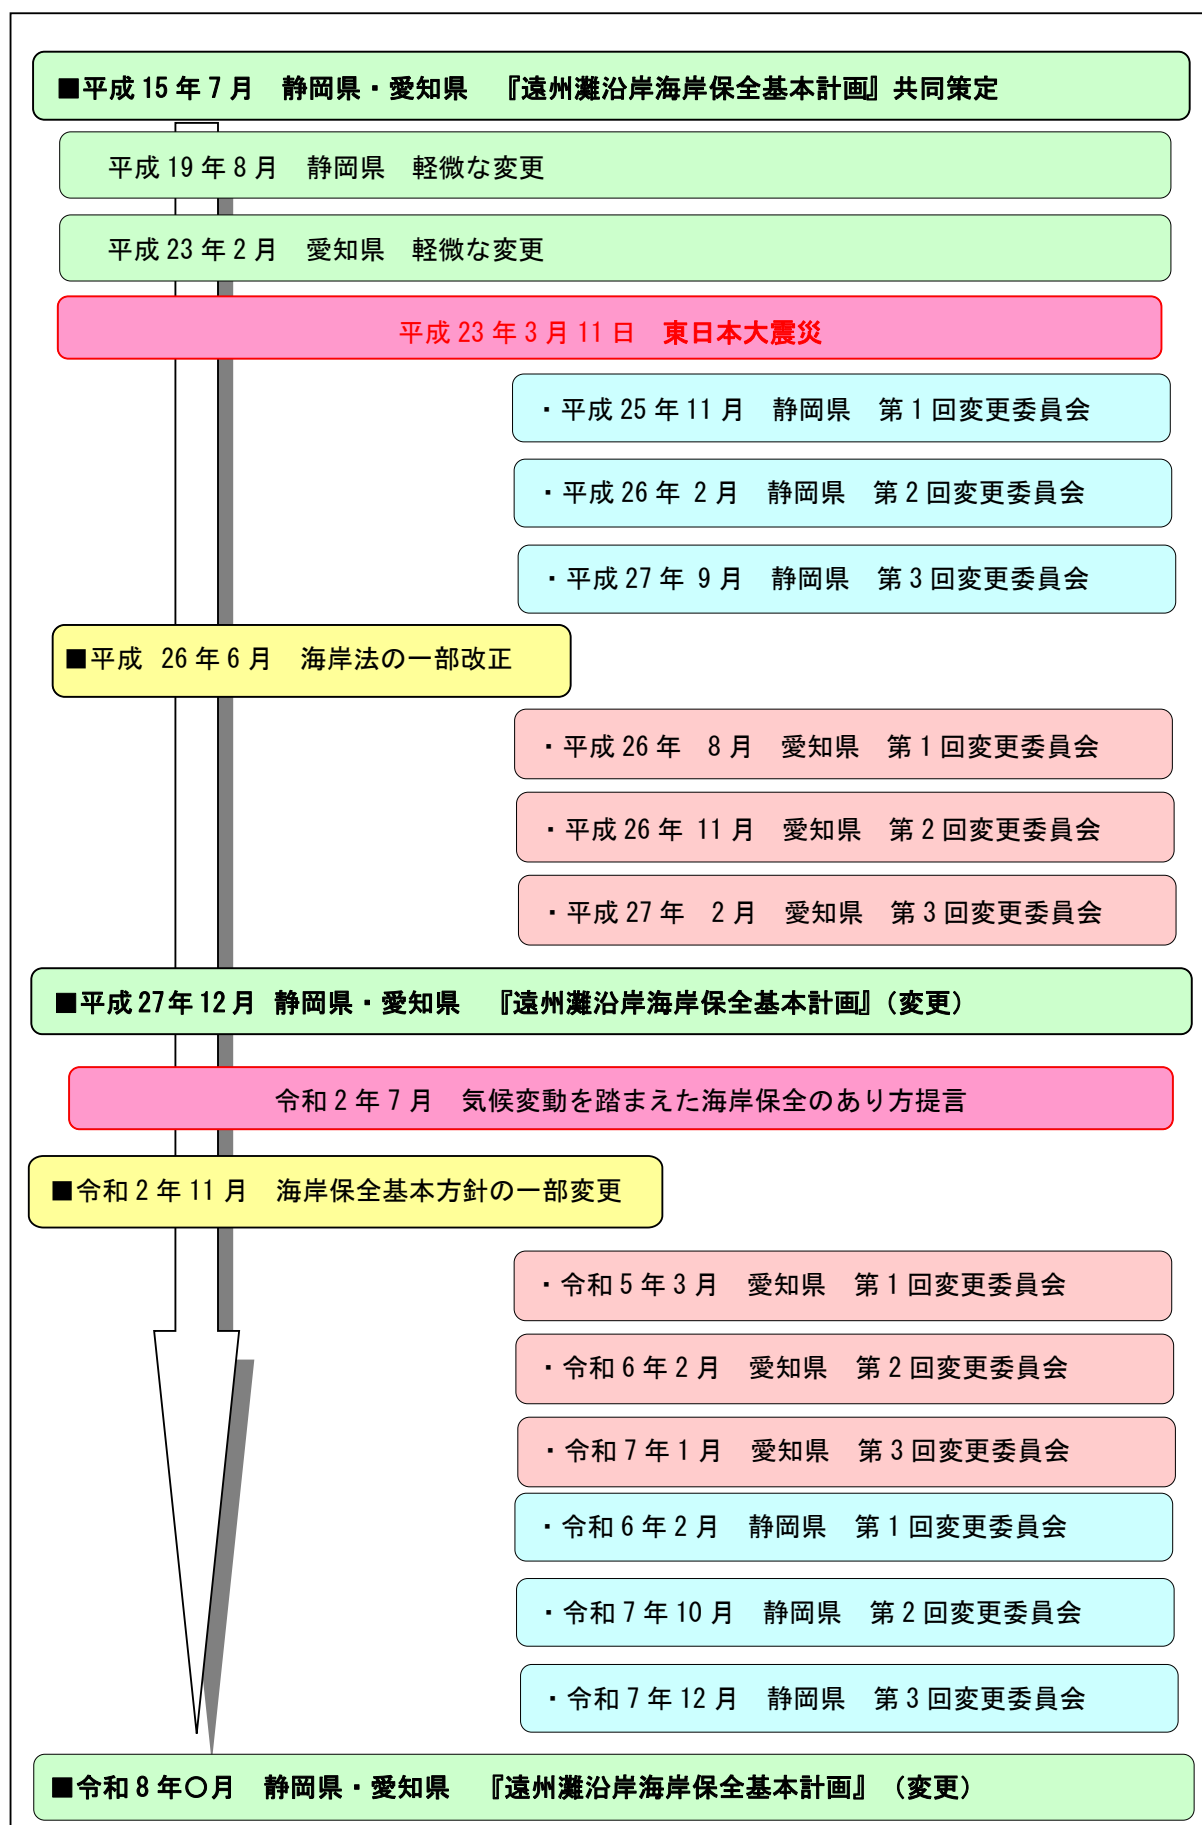 ■平成 15 年 7 月　静岡県・愛知県　『遠州灘沿岸海岸保全基本計画』共同策定
平成 19 年 8 月　静岡県　軽微な変更
平成 23 年 2 月　愛知県　軽微な変更
平成 23 年 3 月 11 日　東日本大震災
・平成 25 年 11 月　静岡県　第 1 回変更委員会
・平成 26 年 2 月　静岡県　第 2 回変更委員会
・平成 27 年 9 月　静岡県　第 3 回変更委員会
■平成 26 年 6 月　海岸法の一部改正
・平成 26 年　8 月　愛知県　第 1 回変更委員会
・平成 26 年 11 月　愛知県　第 2 回変更委員会
・平成 27 年　2 月　愛知県　第 3 回変更委員会
■平成 27 年 12 月 静岡県・愛知県　『遠州灘沿岸海岸保全基本計画』（変更）
令和 2 年 7 月　気候変動を踏まえた海岸保全のあり方提言
■令和 2 年 11 月　海岸保全基本方針の一部変更
・令和 5 年 3 月　愛知県　第 1 回変更委員会
・令和 6 年 2 月　愛知県　第 2 回変更委員会
・令和 7 年 1 月　愛知県　第 3 回変更委員会
・令和 6 年 2 月　静岡県　第 1 回変更委員会
・令和 7 年 10 月　静岡県　第 2 回変更委員会
・令和 7 年 12 月　静岡県　第 3 回変更委員会
■令和 8 年〇月　静岡県・愛知県　『遠州灘沿岸海岸保全基本計画』（変更）